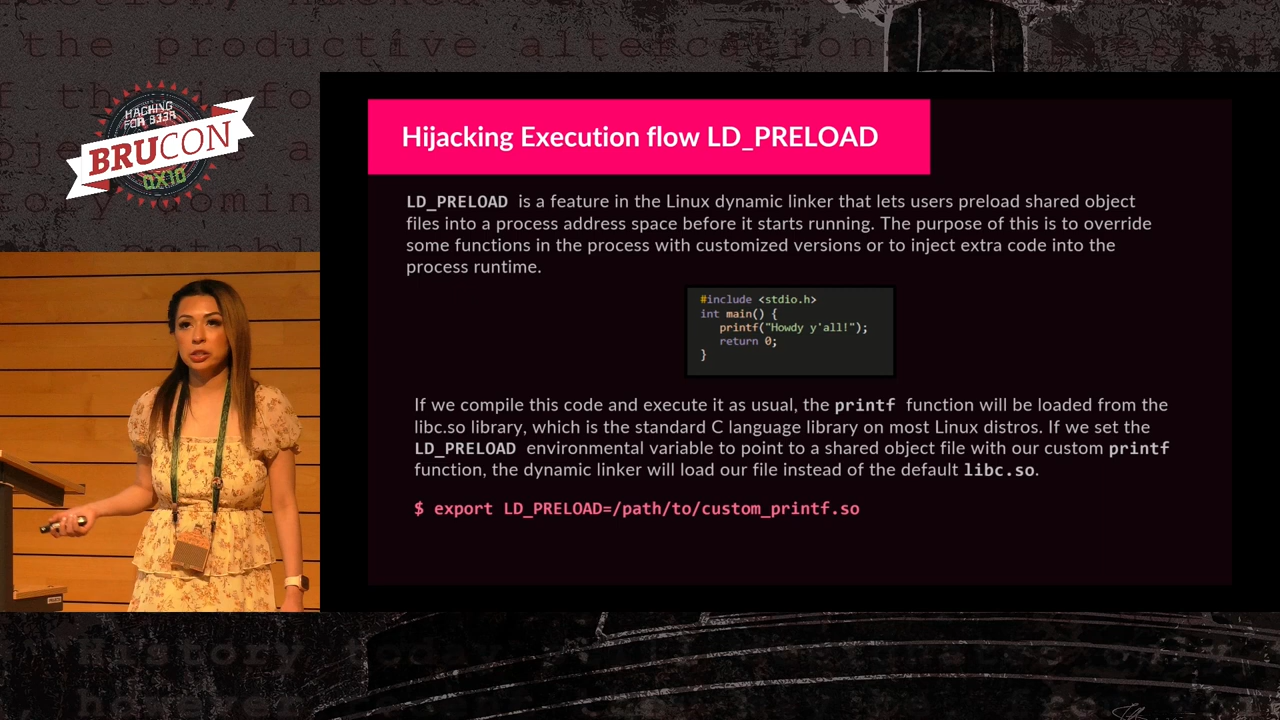 the productive altercation
HACKING
FOR B33R
BRUCON
0X10
Hijacking Execution flow LD_PRELOAD
LD_PRELOAD is a feature in the Linux dynamic linker that lets users preload shared object
files into a process address space before it starts running. The purpose of this is to override
some functions in the process with customized versions or to inject extra code into the
process runtime.
#include <stdio.h>
int main() {
printf("Howdy y'all!");
return 0;
}
If we compile this code and execute it as usual, the printf function will be loaded from the
libc.so library, which is the standard C language library on most Linux distros. If we set the
LD_PRELOAD environmental variable to point to a shared object file with our custom printf
function, the dynamic linker will load our file instead of the default libc.so.
$ export LD_PRELOAD=/path/to/custom_printf.so
History today
however